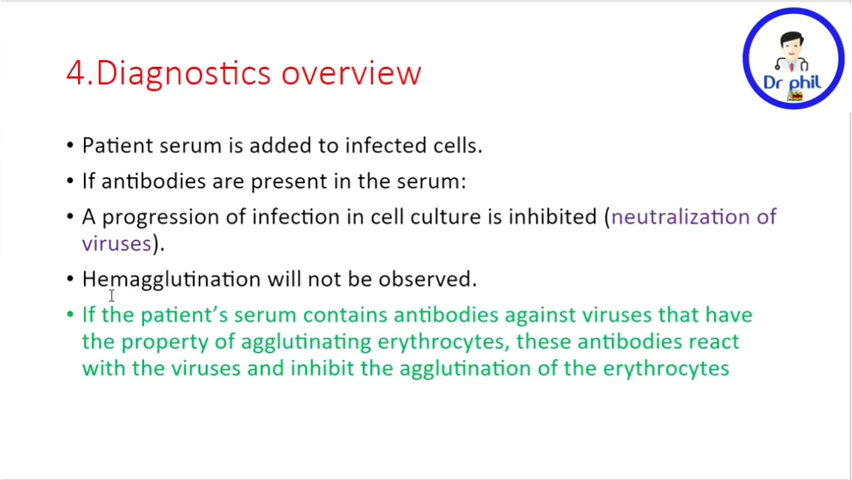 4.Diagnostics overview
Dr phil
• Patient serum is added to infected cells.
• If antibodies are present in the serum:
• A progression of infection in cell culture is inhibited (neutralization of
viruses).
• Hemagglutination will not be observed.
• If the patient's serum contains antibodies against viruses that have
the property of agglutinating erythrocytes, these antibodies react
with the viruses and inhibit the agglutination of the erythrocytes